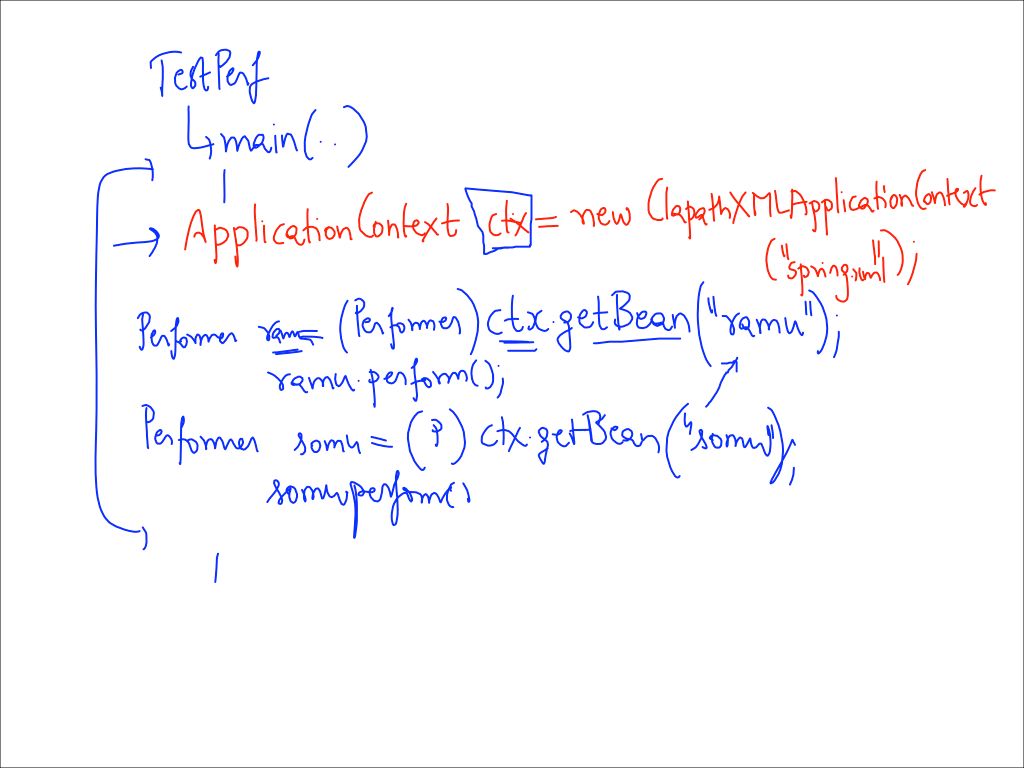 TestPerf
main(..)
ApplicationContext ctx = new ClapathXMLApplicationContext
("spring.xml");
Performer ramu = (Performer) ctx.getBean("ramu");
ramu.perform();
Performer somu = (P) ctx.getBean("somu");
somu.perform()